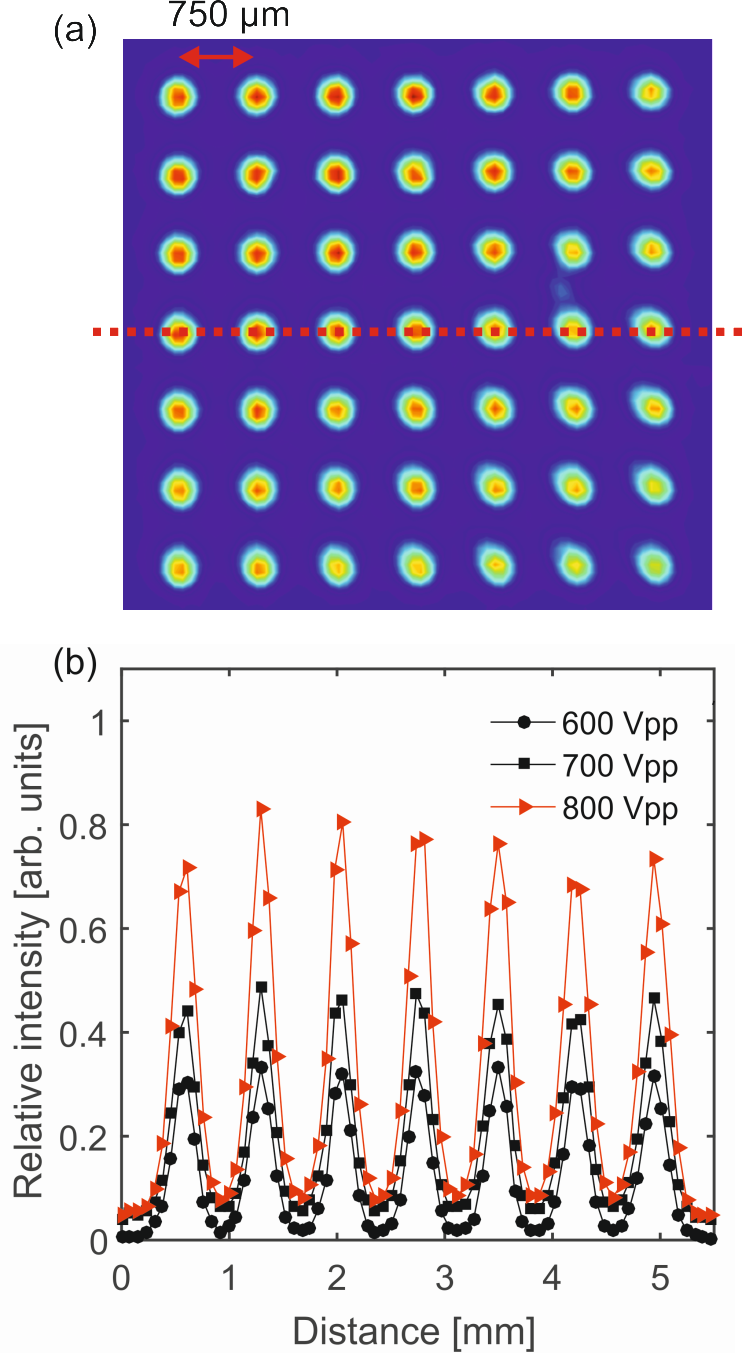 750 μm
(a)
(b)
Relative intensity [arb. units]
1
0.8
0.6
0.4
0.2
0
600 Vpp
700 Vpp
800 Vpp
0 1 2 3 4 5
Distance [mm]